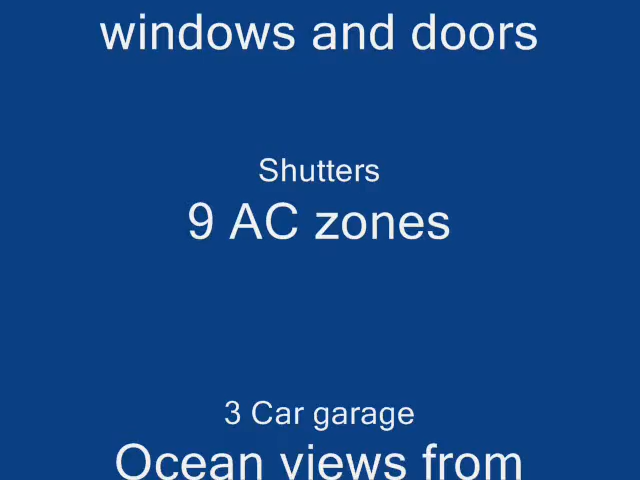 windows and doors
Shutters
9 AC zones
3 Car garage
Ocean views from